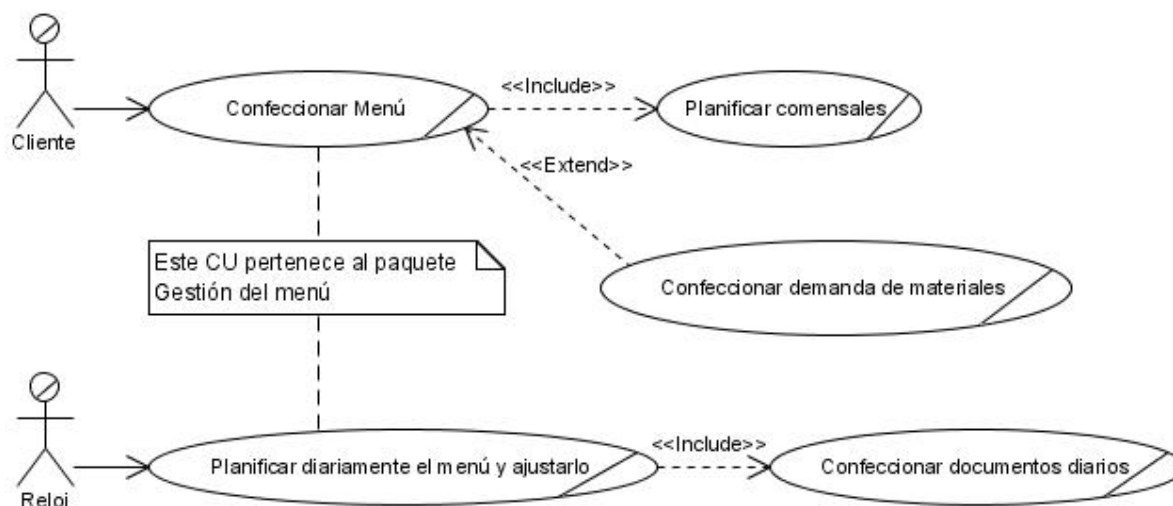 <<Include>>
Confeccionar Menú
Planificar comensales
Cliente
<<Extend>>
Este CU pertenece al paquete
Gestión del menú
Confeccionar demanda de materiales
<<Include>>
Planificar diariamente el menú y ajustarlo
Confeccionar documentos diarios
Reloj